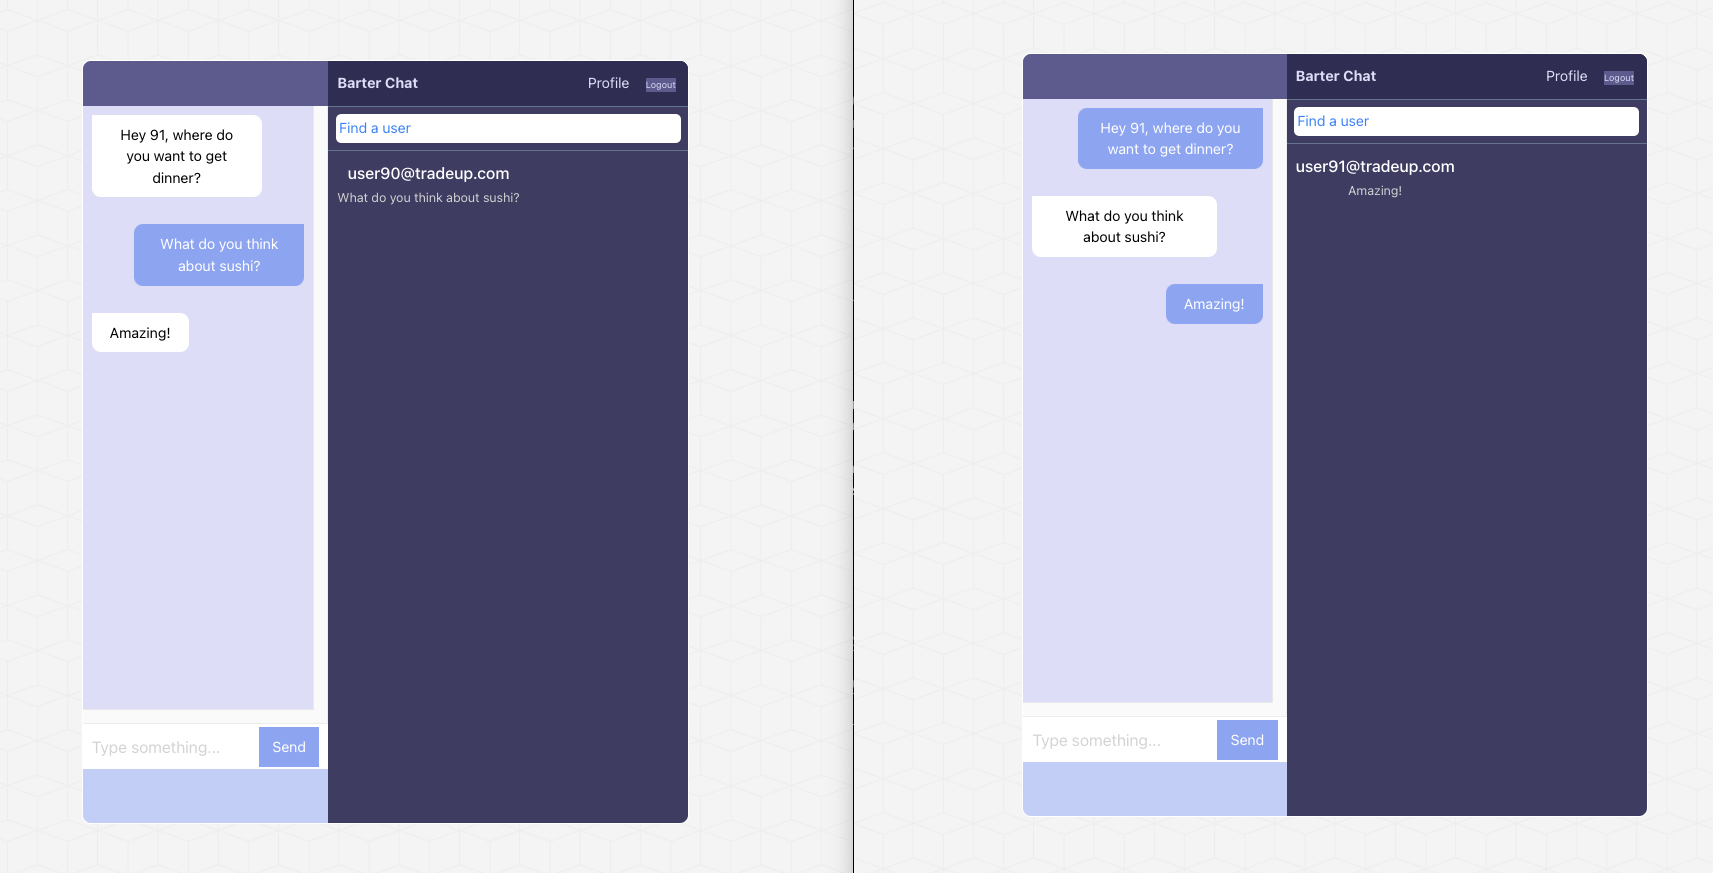 Barter Chat
Profile
Logout
Find a user
user90@tradeup.com
What do you think about sushi?
Hey 91, where do
you want to get
dinner?
What do you think
about sushi?
Amazing!
Type something...
Send
Barter Chat
Profile
Logout
Find a user
user91@tradeup.com
Amazing!
Hey 91, where do you
want to get dinner?
What do you think
about sushi?
Amazing!
Type something...
Send